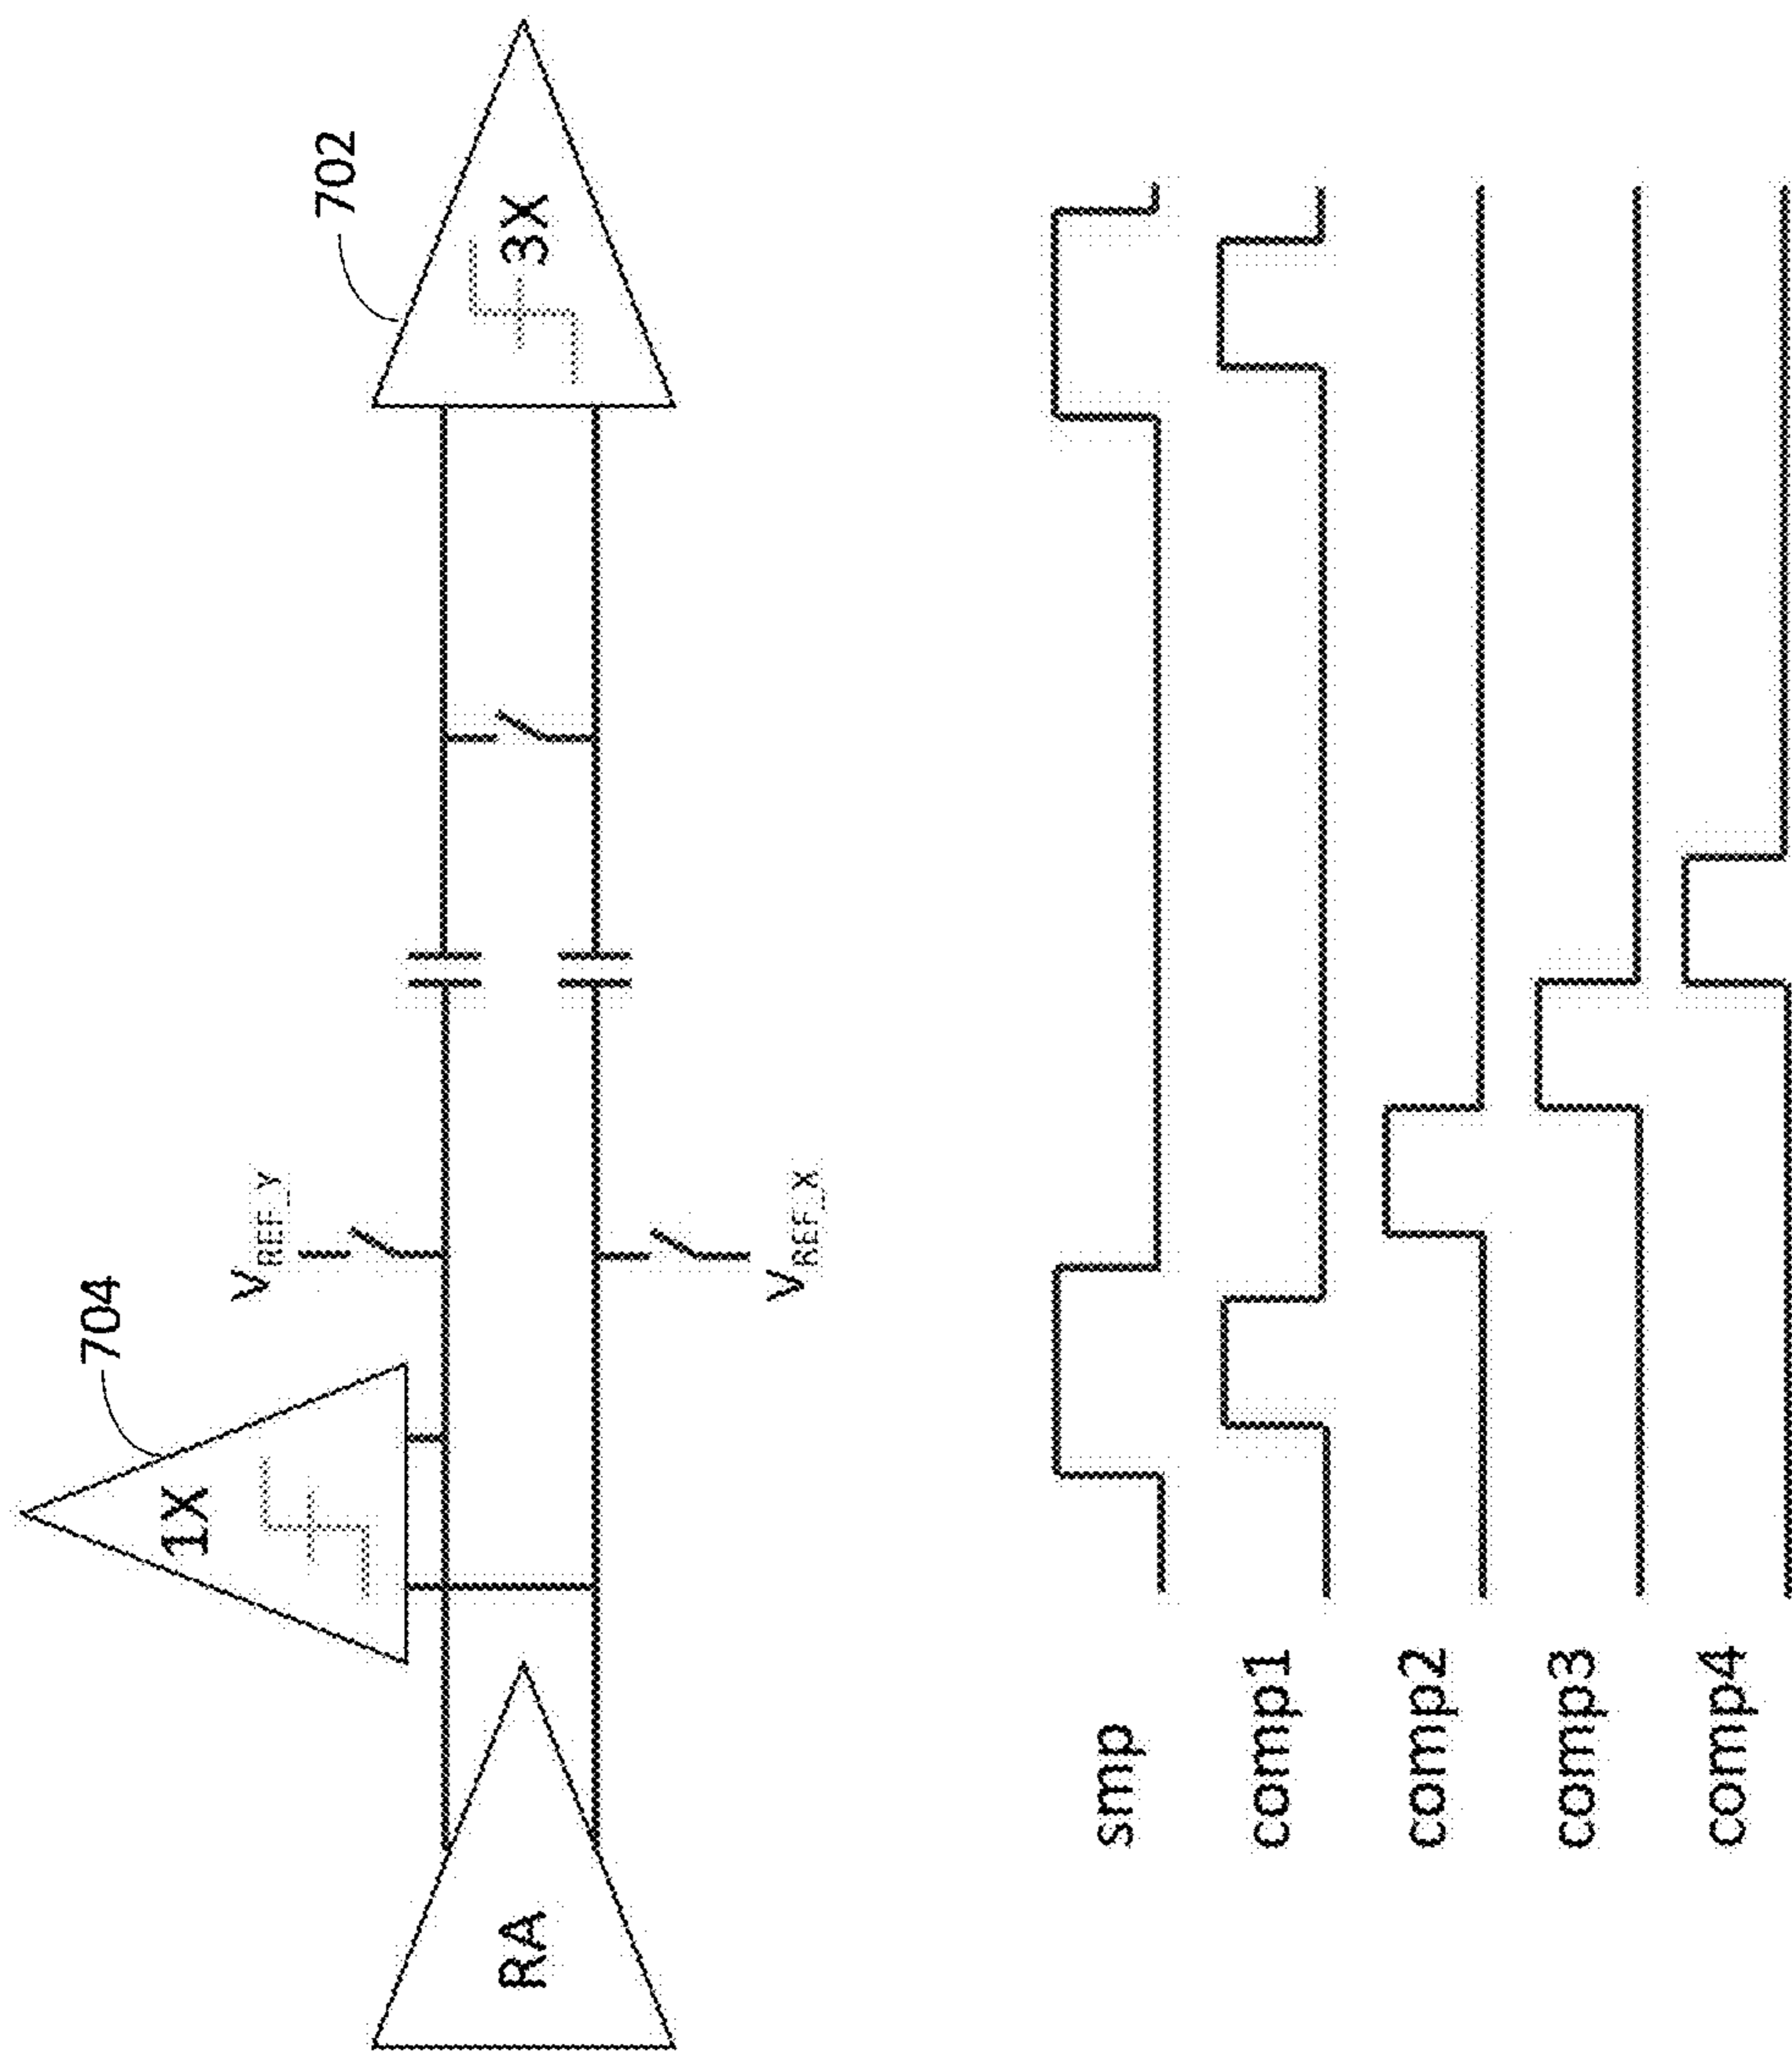 RA
1X
704
V_REF_Y
V_REF_X
3X
702
smp
comp1
comp2
comp3
comp4